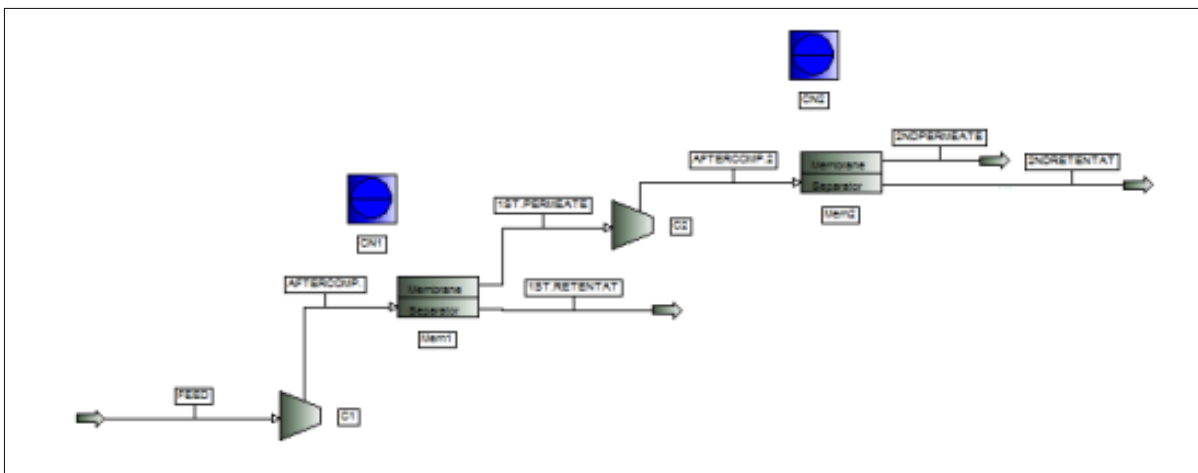 CN2
2NDPERMEATE
2NDRETENTAT
AFTERCOMP.2
Membrane
Separator
Mem2
CN1
1ST.PERMEATE
C2
AFTERCOMP.
Membrane
Separator
Mem1
1ST.RETENTAT
FEED
C1